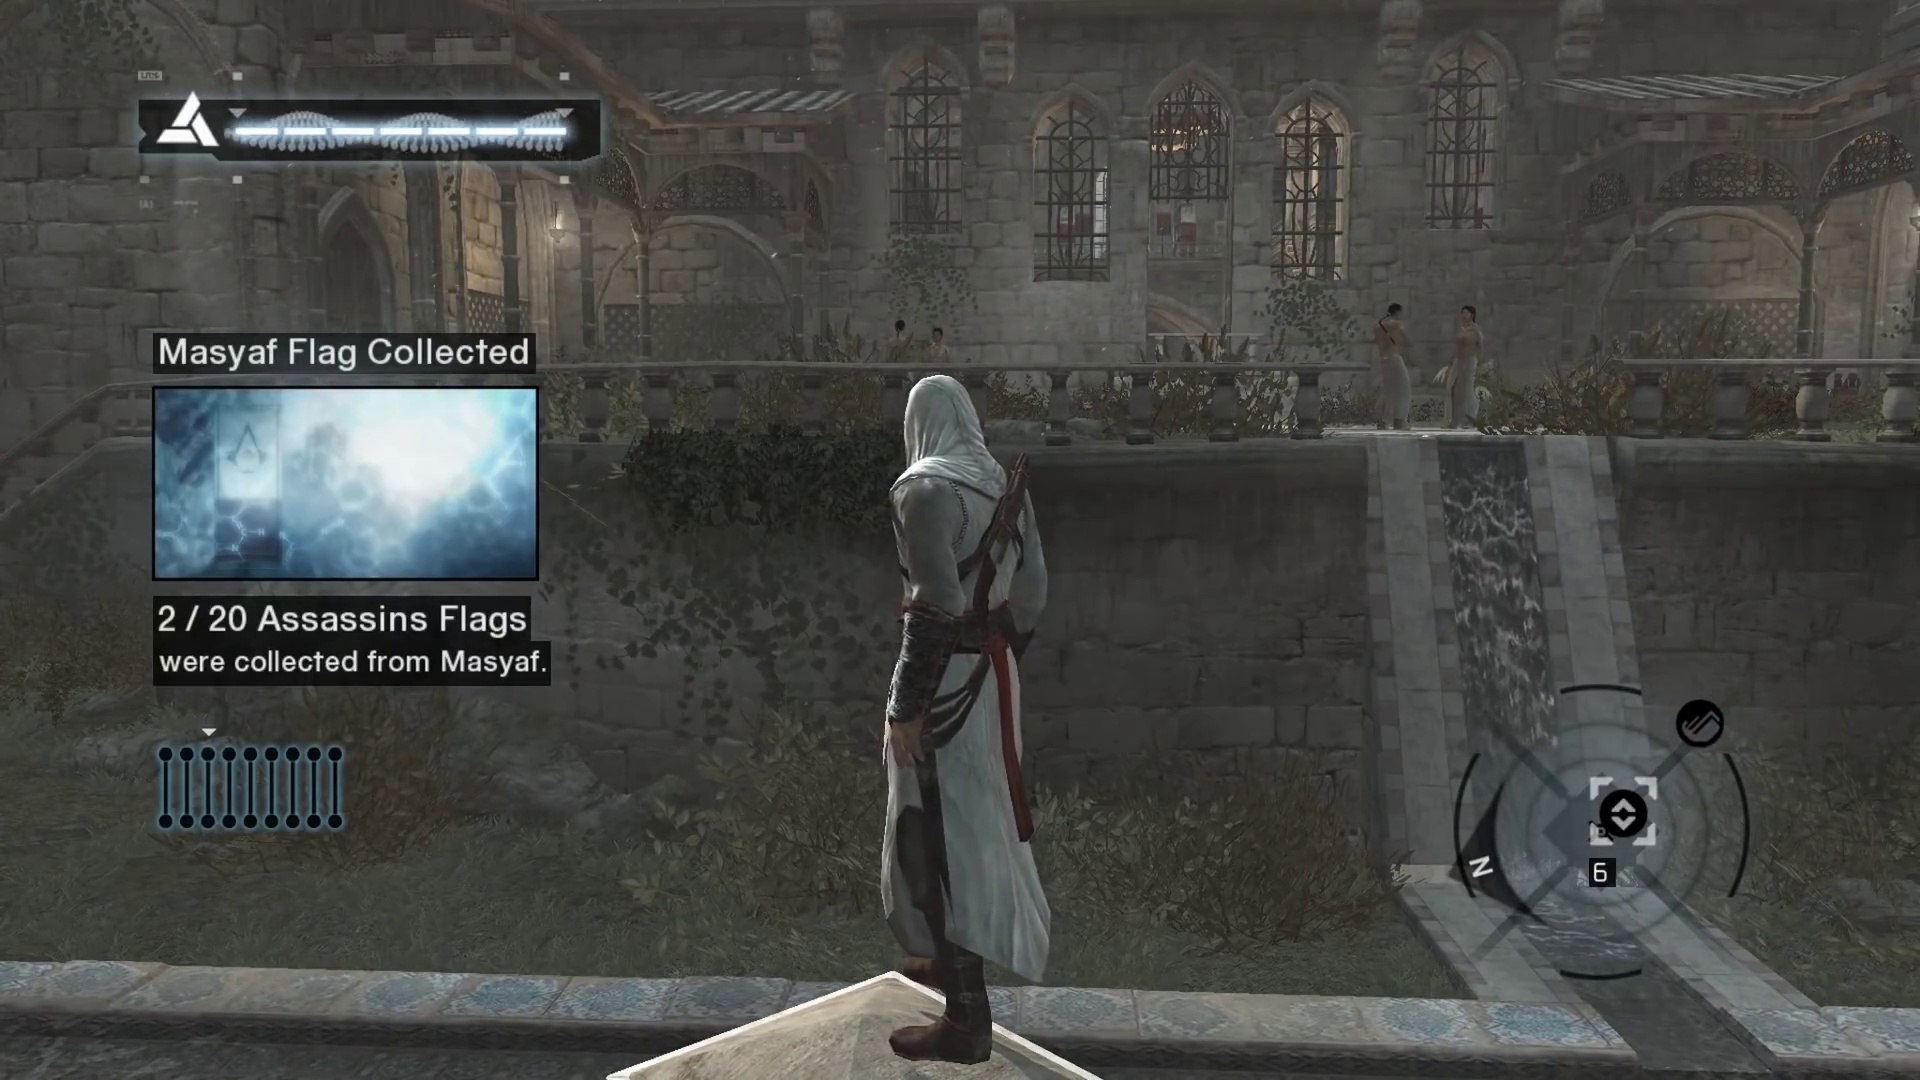 Masyaf Flag Collected
2 / 20 Assassins Flags
were collected from Masyaf.
N
6